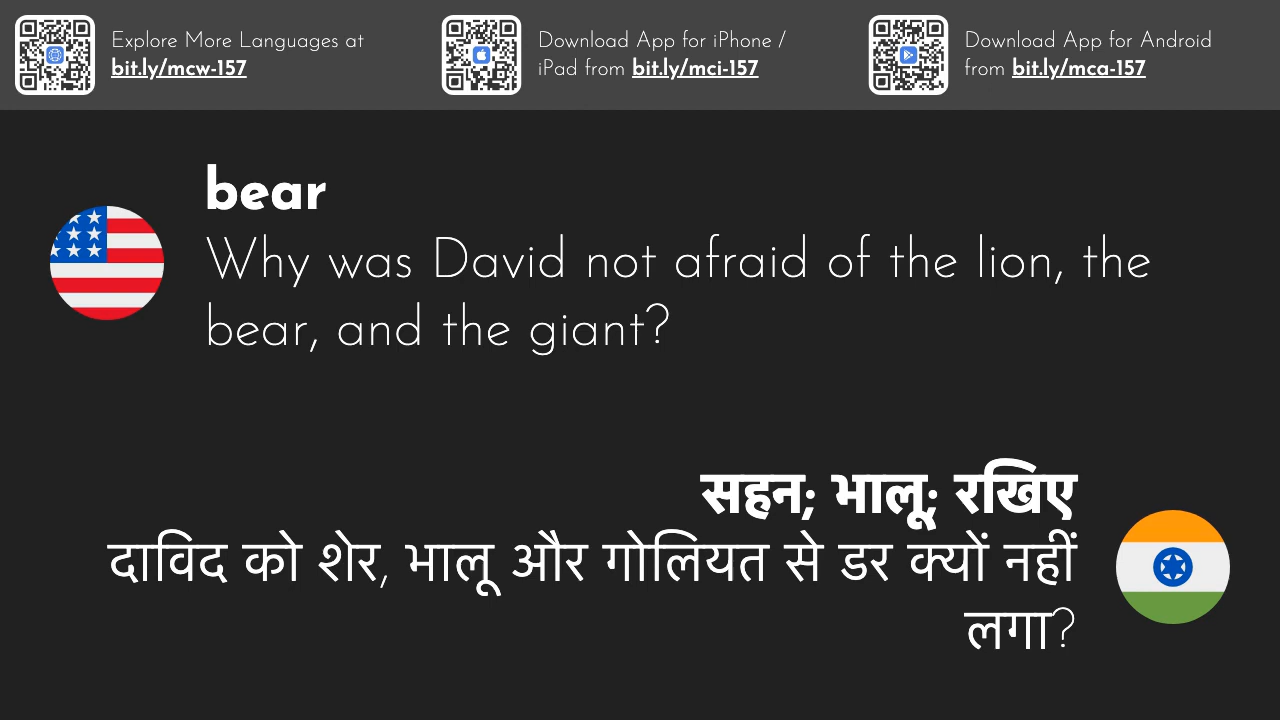 Explore More Languages at
bit.ly/mcw-157
Download App for iPhone /
iPad from bit.ly/mci-157
Download App for Android
from bit.ly/mca-157
bear
Why was David not afraid of the lion, the
bear, and the giant?
सहन; भालू; रखिए
दाविद को शेर, भालू और गोलियत से डर क्यों नहीं
लगा?